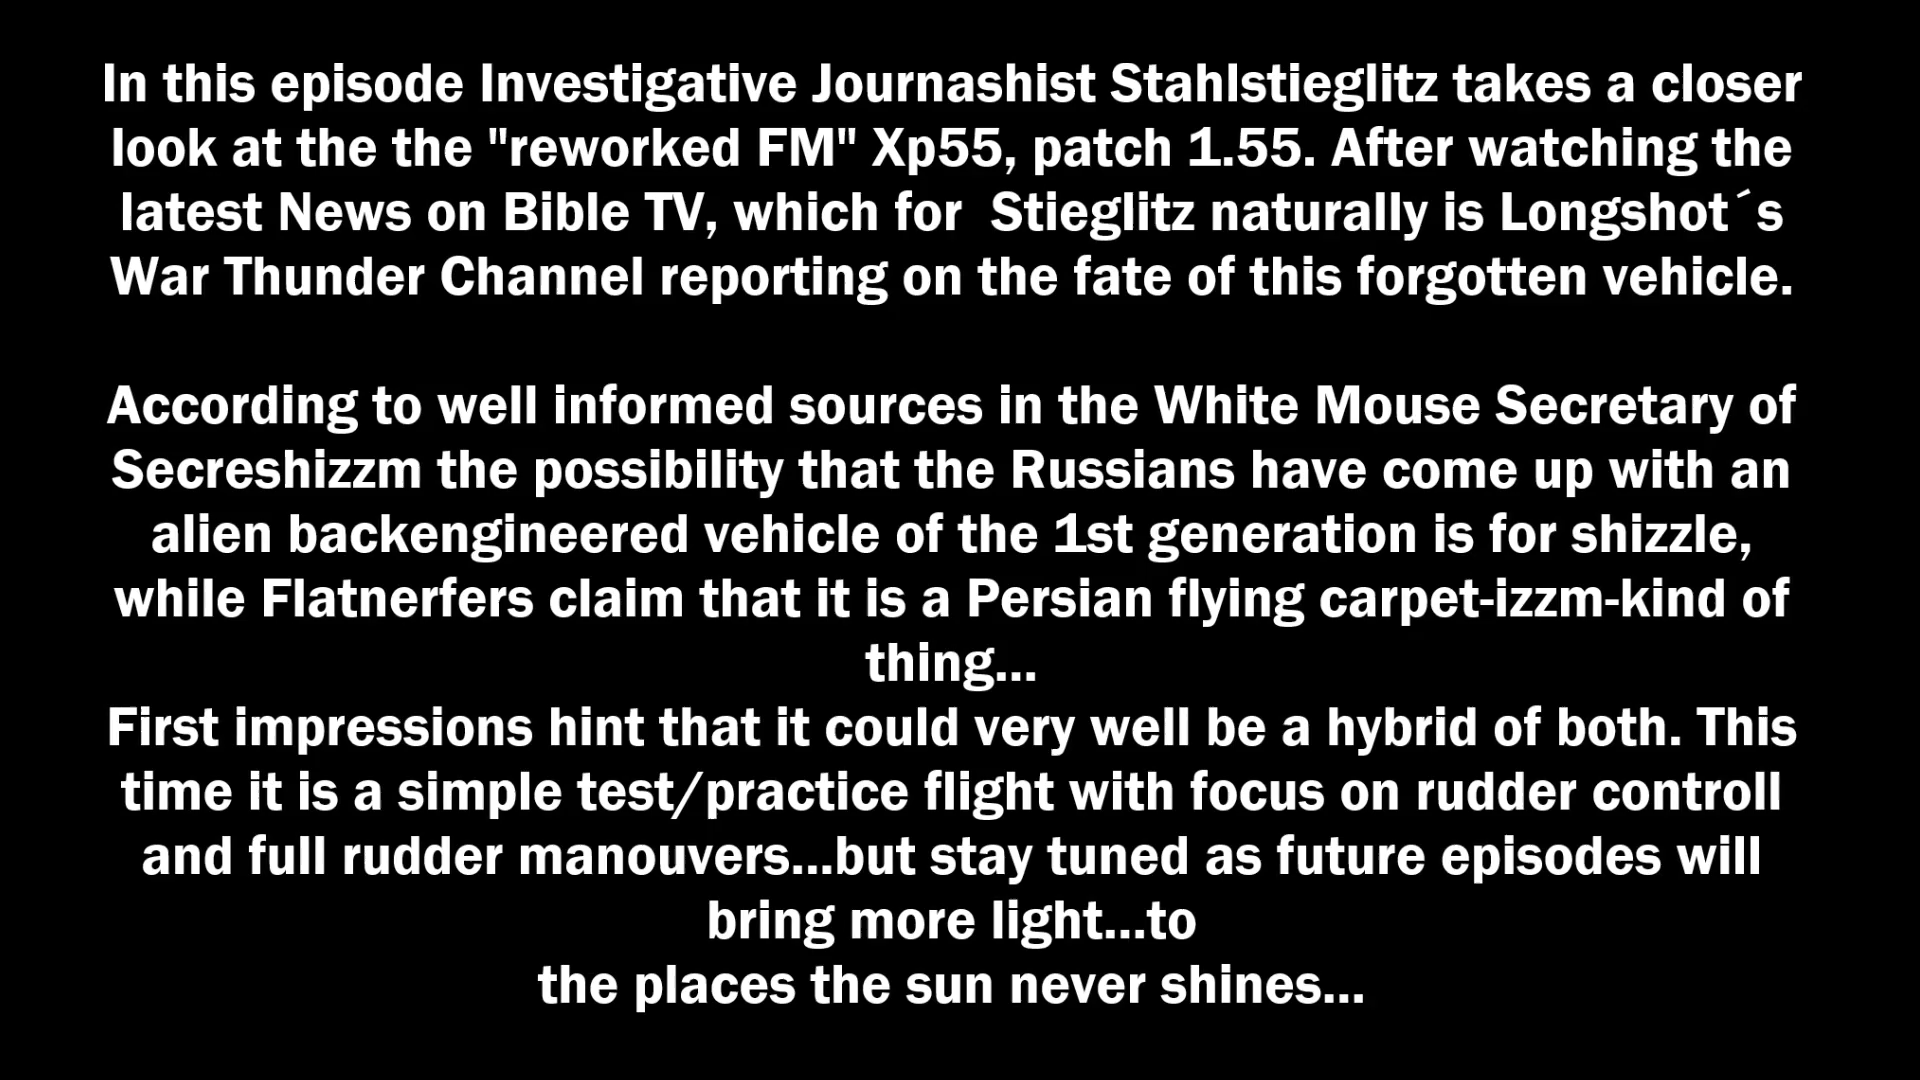 In this episode Investigative Journashist Stahlstieglitz takes a closer
look at the the "reworked FM" Xp55, patch 1.55. After watching the
latest News on Bible TV, which for  Stieglitz naturally is Longshot´s
War Thunder Channel reporting on the fate of this forgotten vehicle.
According to well informed sources in the White Mouse Secretary of
Secreshizzm the possibility that the Russians have come up with an
alien backengineered vehicle of the 1st generation is for shizzle,
while Flatnerfers claim that it is a Persian flying carpet-izzm-kind of
thing...
First impressions hint that it could very well be a hybrid of both. This
time it is a simple test/practice flight with focus on rudder controll
and full rudder manouvers...but stay tuned as future episodes will
bring more light...to
the places the sun never shines...